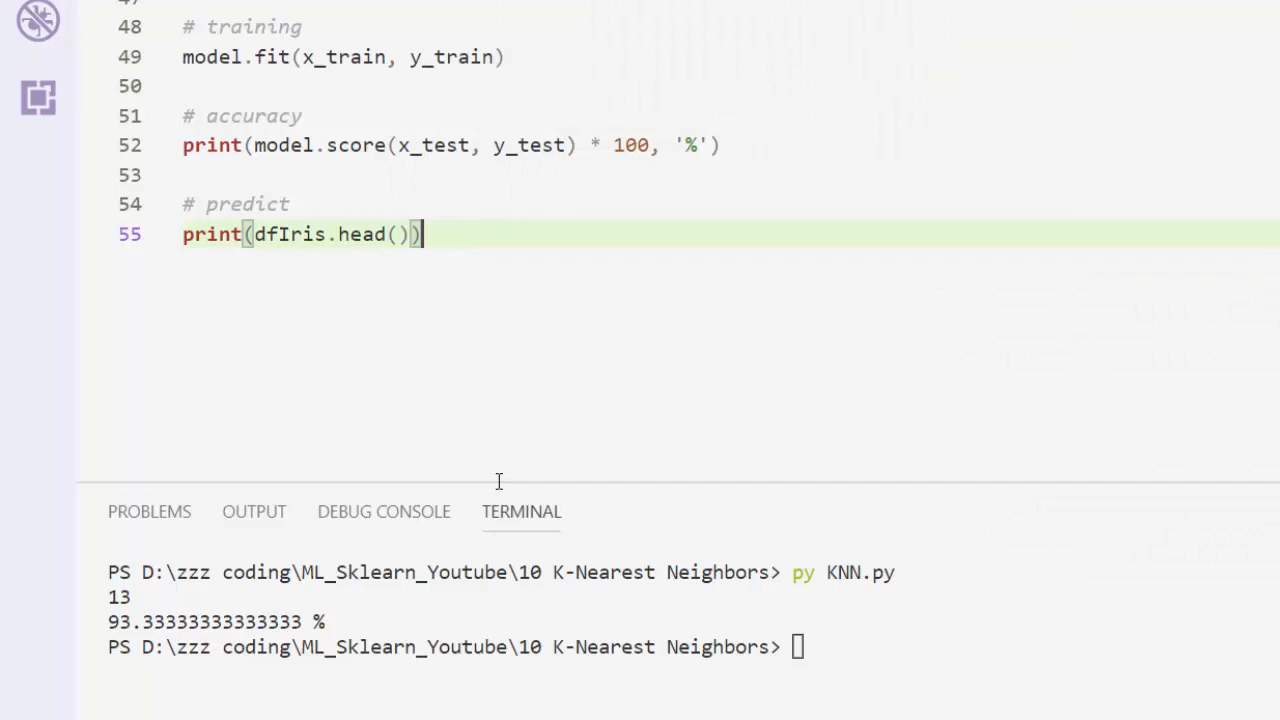 48 # training
49 model.fit(x_train, y_train)
50
51 # accuracy
52 print(model.score(x_test, y_test) * 100, '%')
53
54 # predict
55 print(dfIris.head())
PROBLEMS OUTPUT DEBUG CONSOLE TERMINAL
PS D:\zzz coding\ML_Sklearn_Youtube\10 K-Nearest Neighbors> py KNN.py
13
93.33333333333333 %
PS D:\zzz coding\ML_Sklearn_Youtube\10 K-Nearest Neighbors>